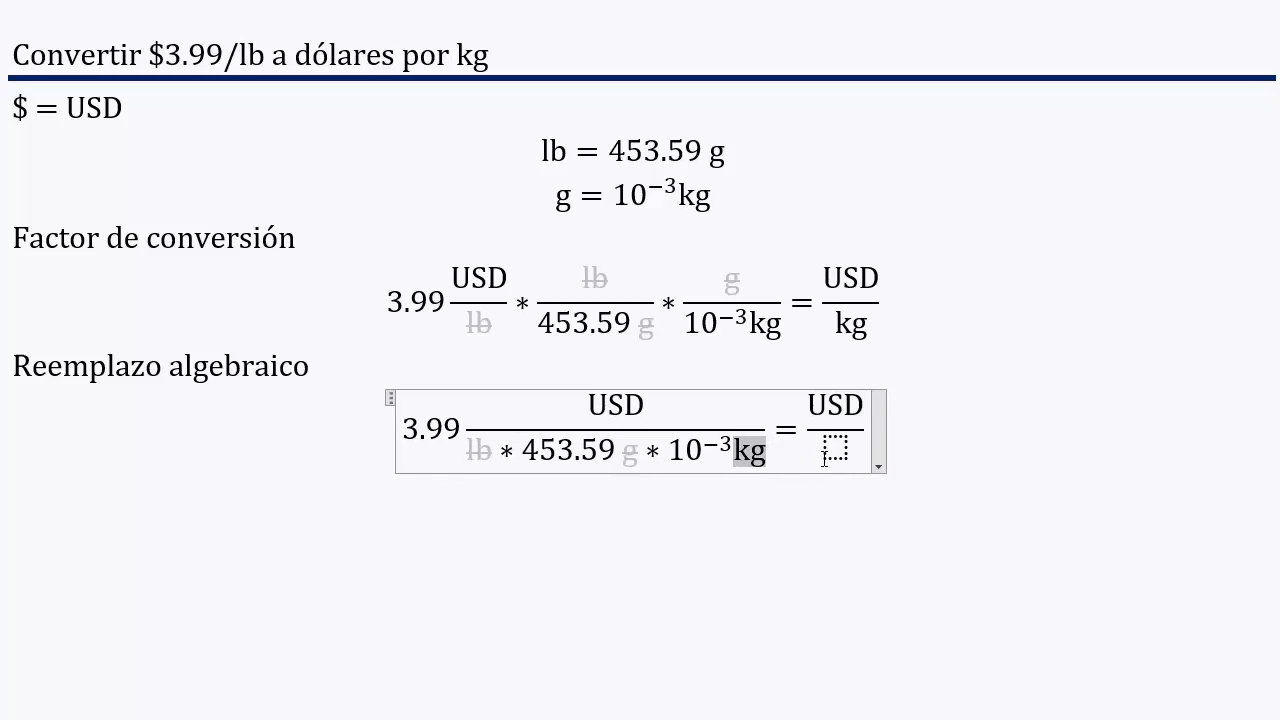 Convertir $3.99/lb a dólares por kg
$ = USD
lb = 453.59 g
g = 10⁻³kg
Factor de conversión
3.99 USD/lb * lb/453.59 g * g/10⁻³kg = USD/kg
Reemplazo algebraico
3.99 USD/lb * 453.59 g * 10⁻³kg = USD/